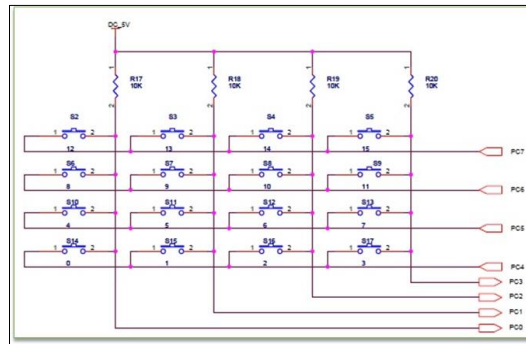 DC_5V
1 1 1 1
R17 R18 R19 R20
10K 10K 10K 10K
2 2 2 2
S2 S3 S4 S5
1 2 1 2 1 2 1 2
12 13 14 15 PC7
S6 S7 S8 S9
1 2 1 2 1 2 1 2
8 9 10 11 PC6
S10 S11 S12 S13
1 2 1 2 1 2 1 2
4 5 6 7 PC5
S14 S15 S16 S17
1 2 1 2 1 2 1 2
0 1 2 3 PC4
PC3
PC2
PC1
PC0